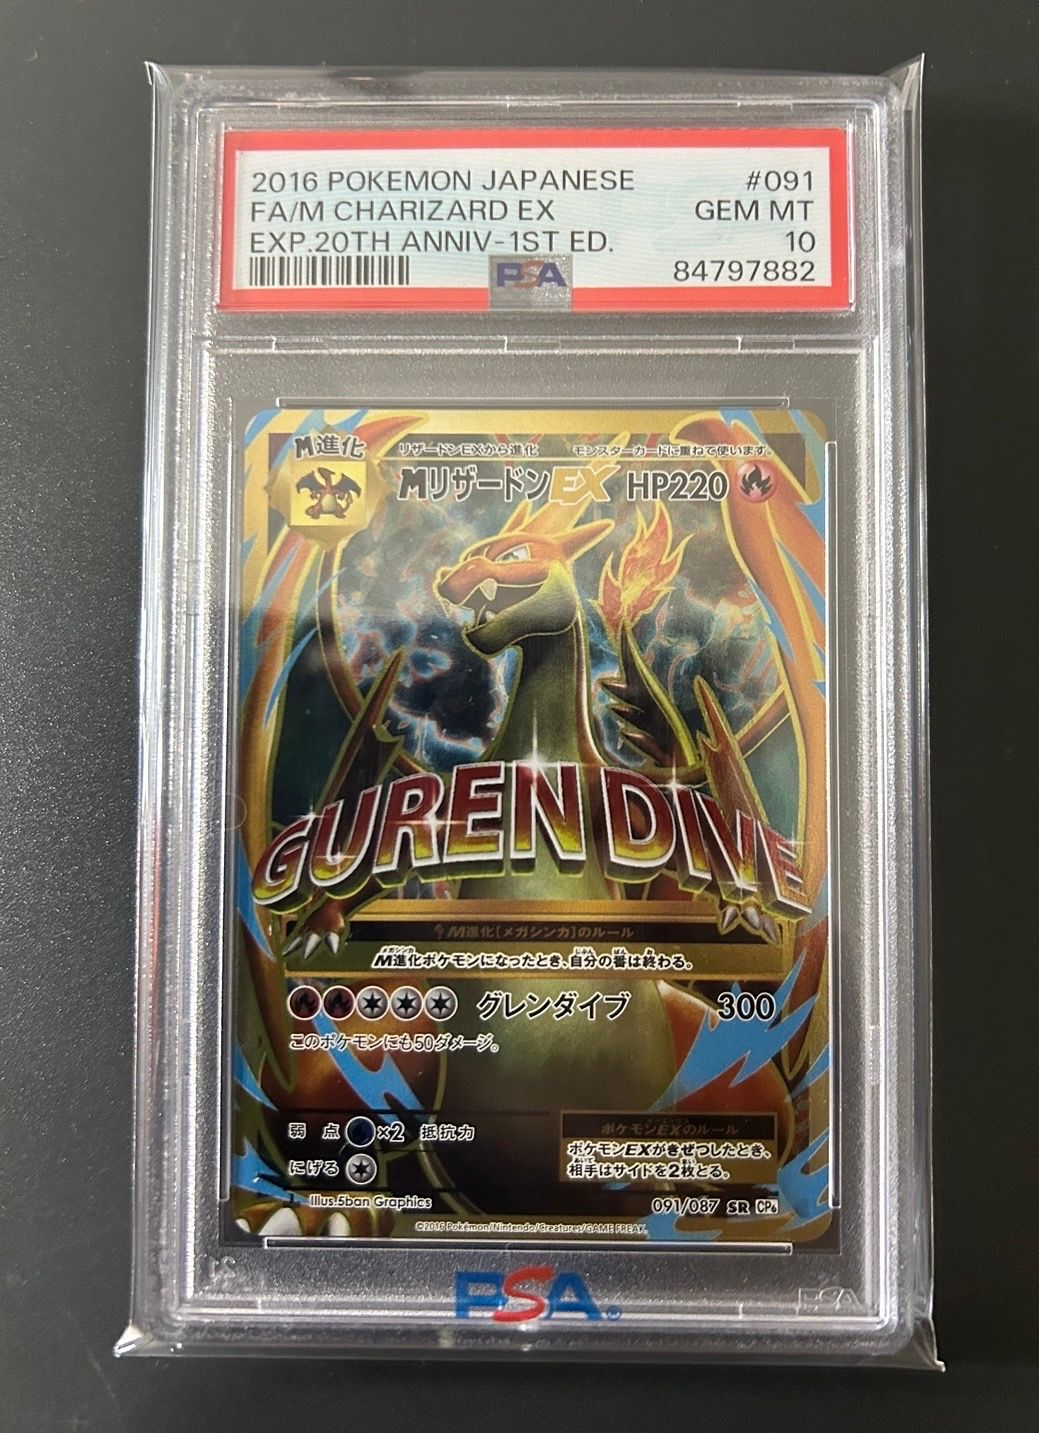 2016 POKEMON JAPANESE #091
FA/M CHARIZARD EX GEM MT
EXP.20TH ANNIV-1ST ED. 10
84797882
PSA
M進化
リザードンEXから進化 モンスターカードに重ねて使います。
MリザードンEX HP220
GUREN DIVE
M進化[メガシンカ]のルール
M進化ポケモンになったとき、自分の番は終わる。
グレンダイブ 300
このポケモンにも50ダメージ。
弱点 ×2 抵抗力
にげる
ポケモンEXのルール
ポケモンEXがきぜつしたとき、
相手はサイドを2枚とる。
Illus.5ban Graphics
091/087 SR CP6
©2016 Pokémon/Nintendo/Creatures/GAME FREAK.
PSA
PSA